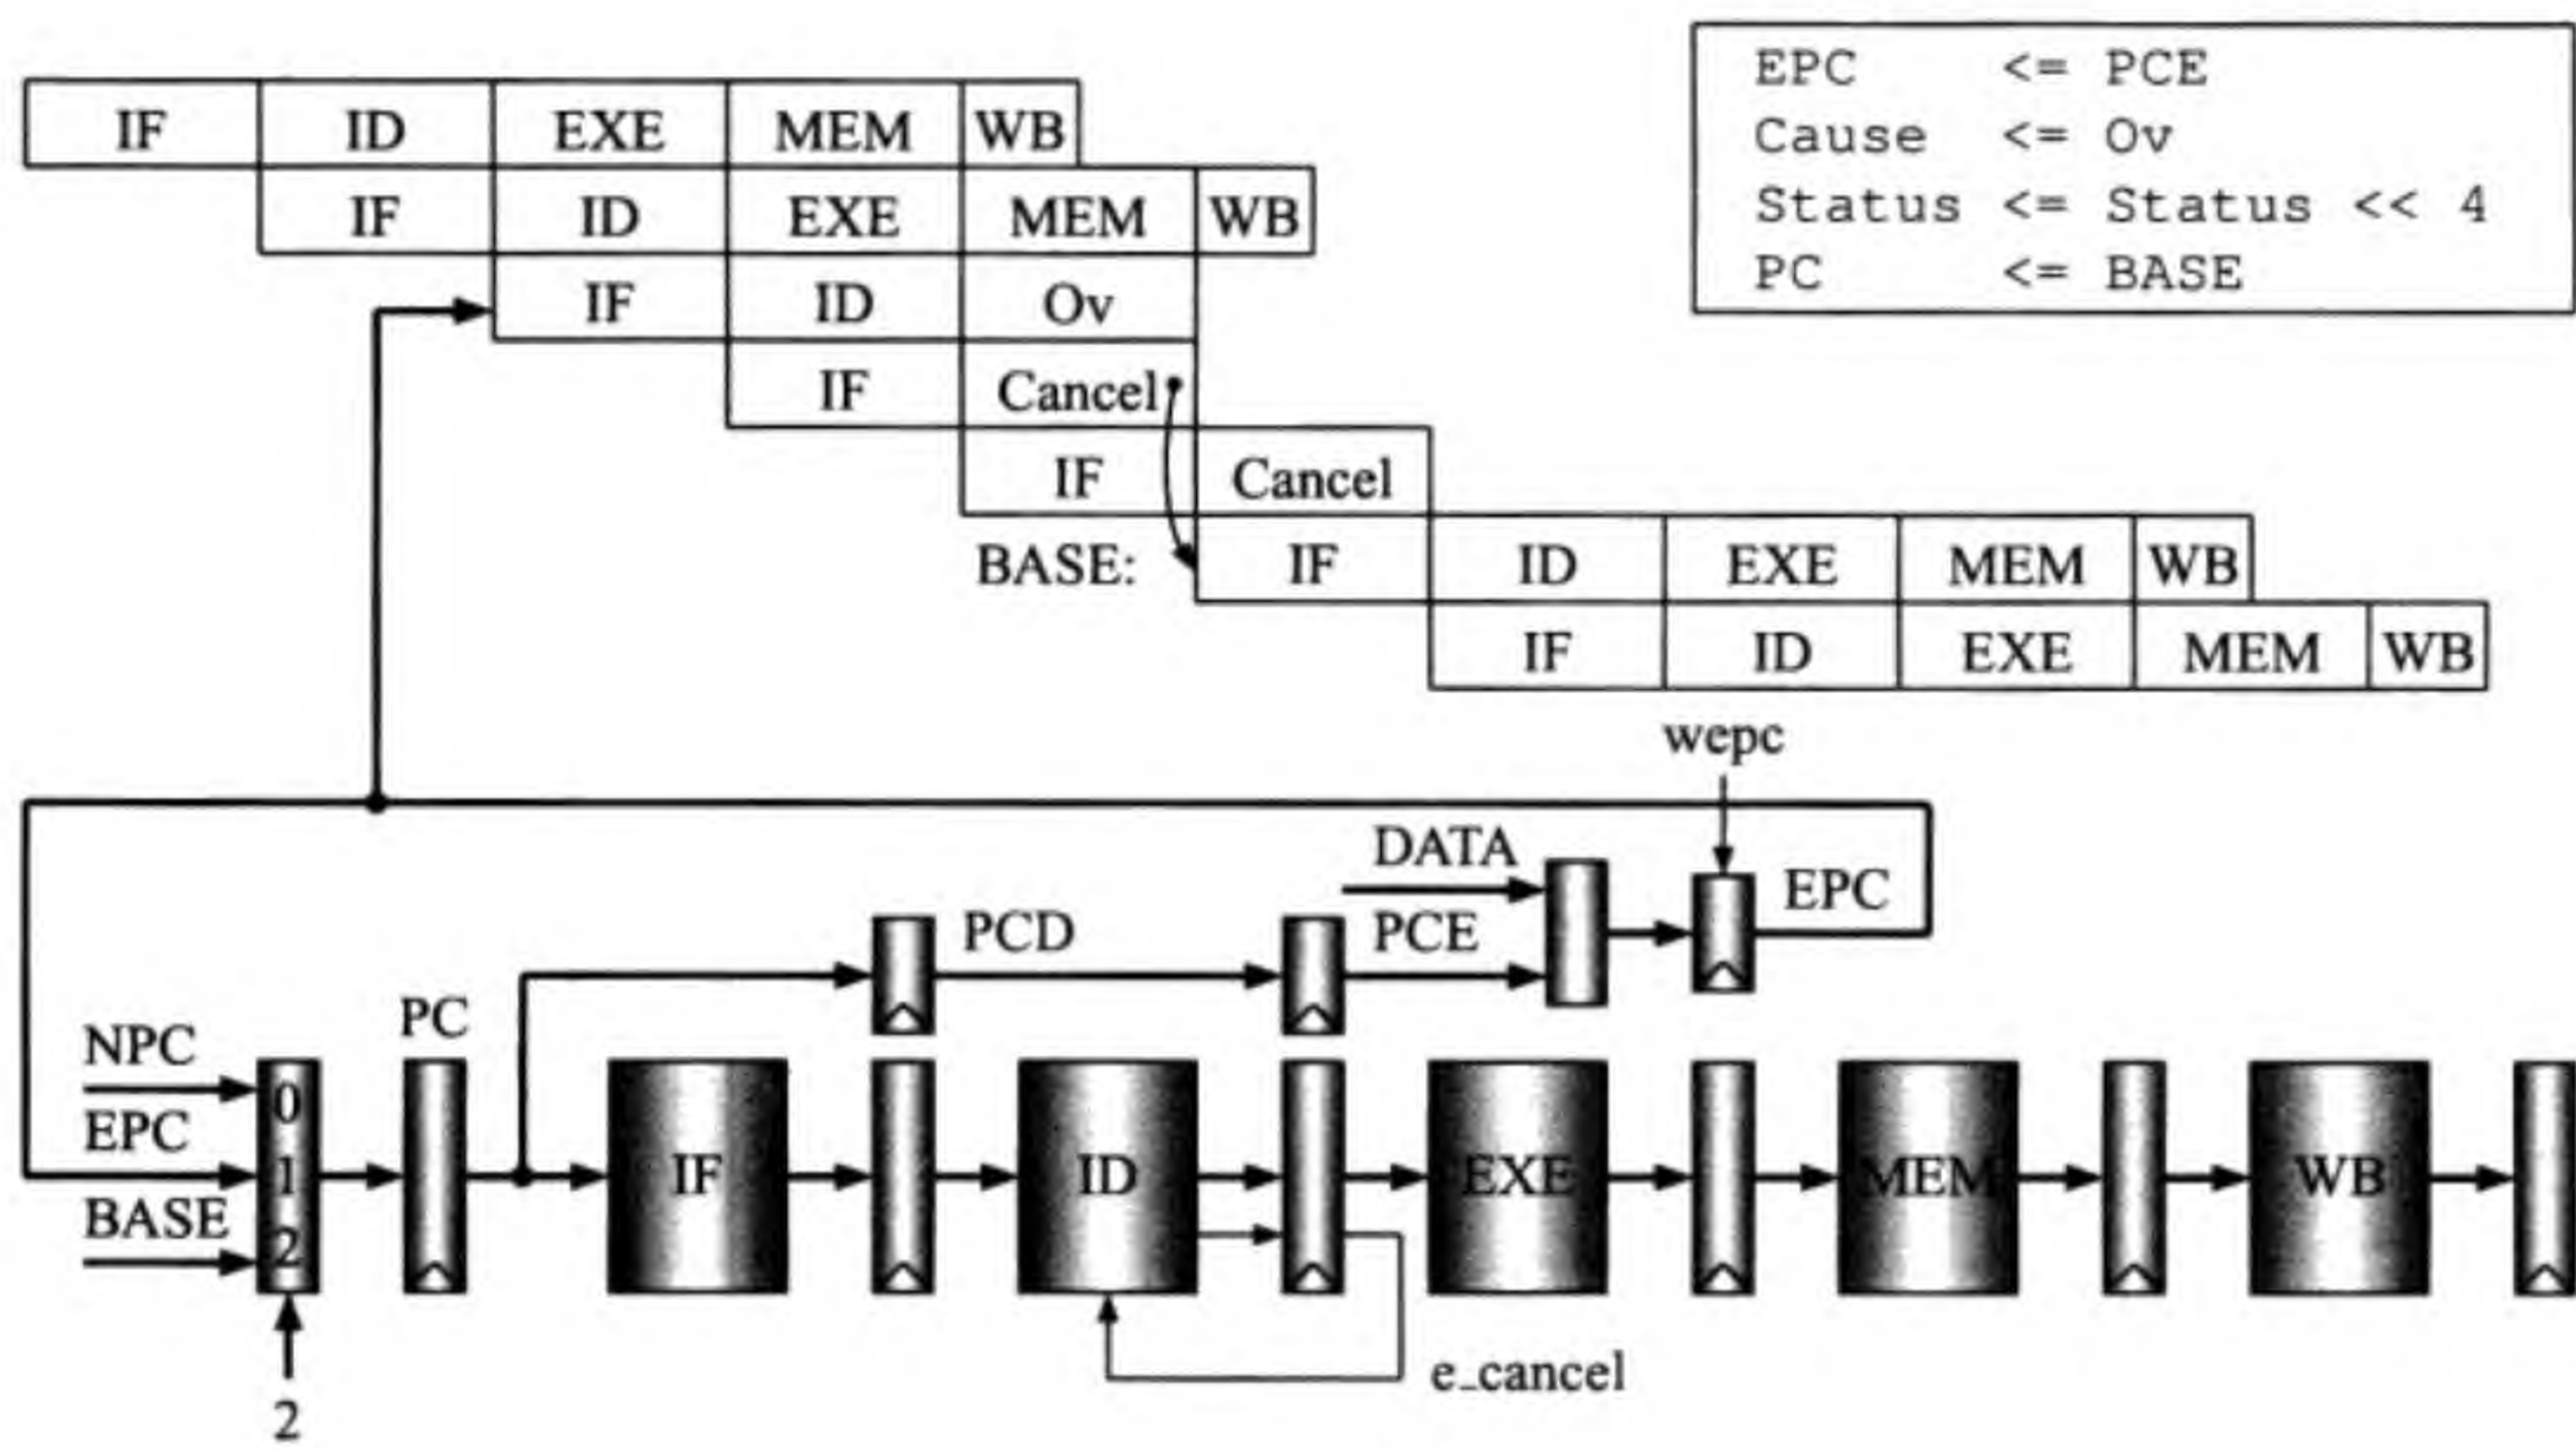 EPC <= PCE
Cause <= Ov
Status <= Status << 4
PC <= BASE
IF ID EXE MEM WB
IF ID EXE MEM WB
IF ID Ov
IF Cancel
IF Cancel
BASE: IF ID EXE MEM WB
IF ID EXE MEM WB
wepc
DATA
EPC
PCD PCE
PC
NPC
EPC
BASE
0
1
2
IF ID EXE MEM WB
e_cancel
2